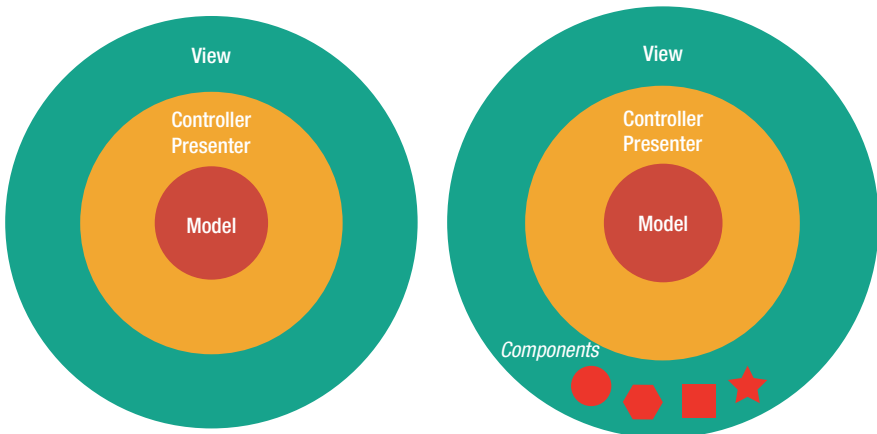 View
Controller
Presenter
Model
View
Controller
Presenter
Model
Components